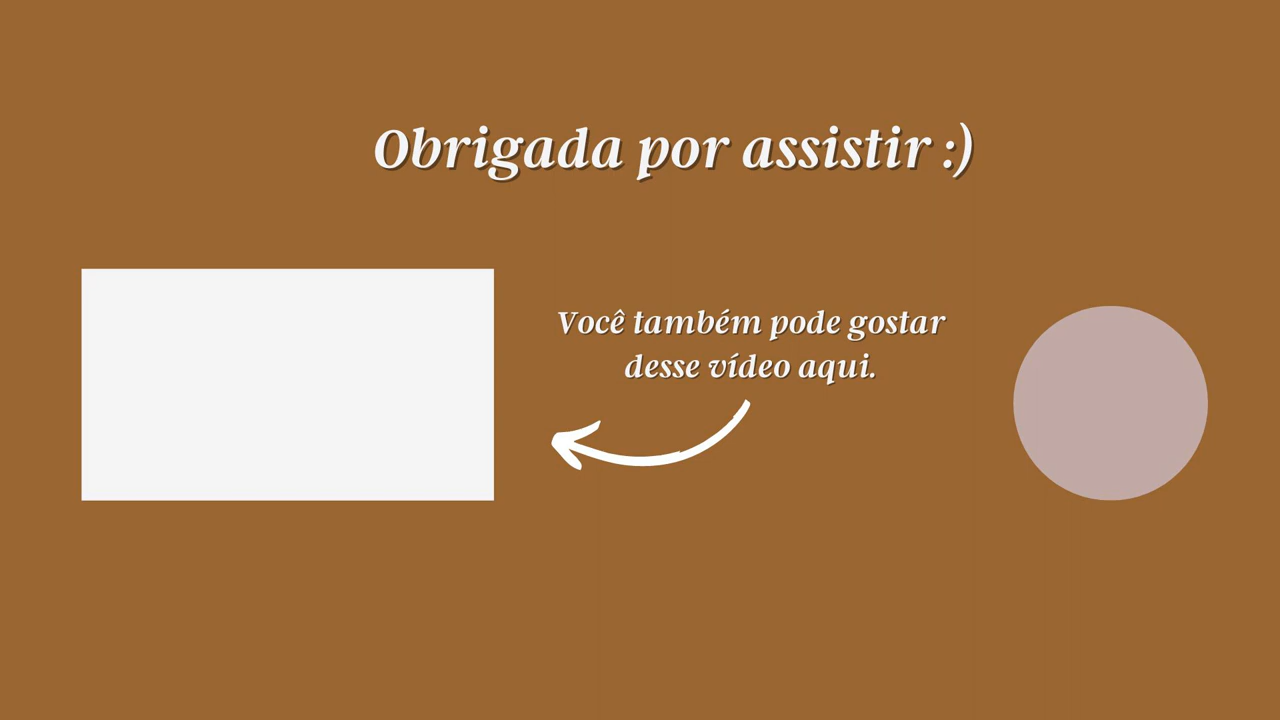 Obrigada por assistir :)
Você também pode gostar
desse vídeo aqui.